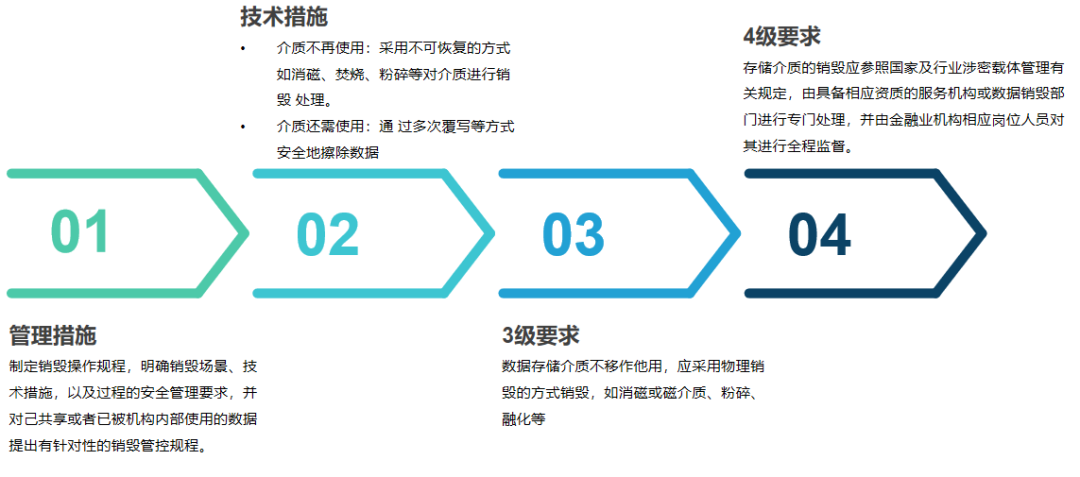 技术措施
• 介质不再使用：采用不可恢复的方式
如消磁、焚烧、粉碎等对介质进行销
毁 处理。
• 介质还需使用：通 过多次覆写等方式
安全地擦除数据
4级要求
存储介质的销毁应参照国家及行业涉密载体管理有
关规定，由具备相应资质的服务机构或数据销毁部
门进行专门处理，并由金融业机构相应岗位人员对
其进行全程监督。
01
02
03
04
管理措施
制定销毁操作规程，明确销毁场景、技
术措施，以及过程的安全管理要求，并
对己共享或者已被机构内部使用的数据
提出有针对性的销毁管控规程。
3级要求
数据存储介质不移作他用，应采用物理销
毁的方式销毁，如消磁或磁介质、粉碎、
融化等